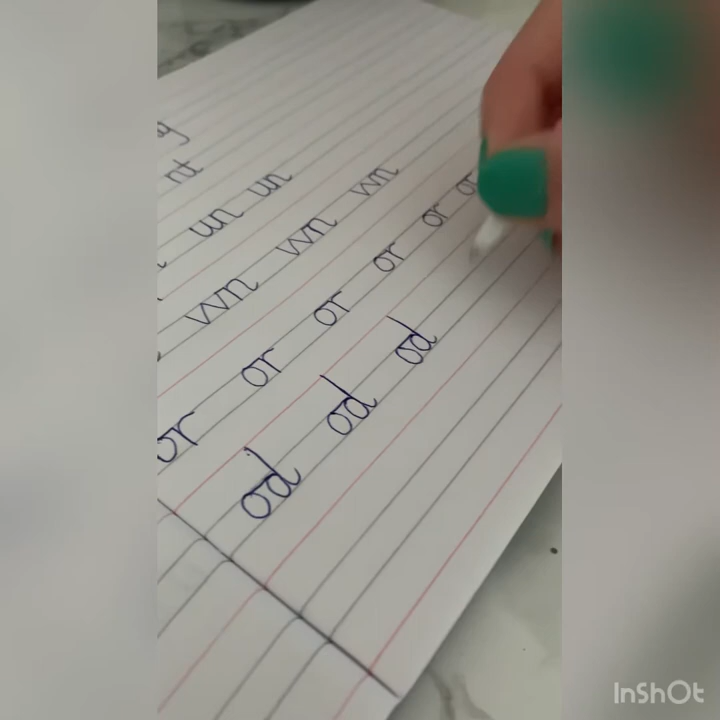 nt
un un
wn wn wn
or or or or or
od od od
InShOt